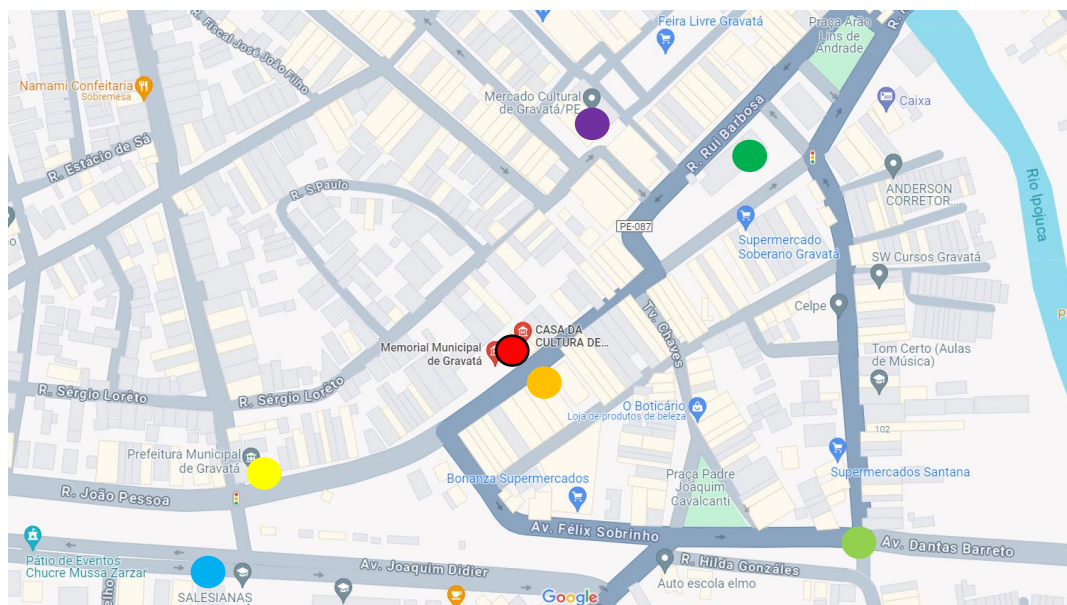 R. Fiscal José João Filho
Feira Livre Gravatá
Praça Arão
Lins de
Andrade
Namami Confeitaria
Sobremesa
Mercado Cultural
de Gravatá/PE
Caixa
R. Rui Barbosa
R. Estácio de Sá
ANDERSON
CORRETOR...
Rio Ipojuca
R. S.Paulo
PE-087
Supermercado
Soberano Gravatá
SW Cursos Gravatá
Celpe
Tv. Chaves
CASA DA
CULTURA DE...
Memorial Municipal
de Gravatá
Tom Certo (Aulas
de Música)
R. Sérgio Lorêto
R. Sérgio Lorêto
O Boticário
Loja de produtos de beleza
102
Prefeitura Municipal
de Gravatá
Bonanza Supermercados
Praça Padre
Joaquim
Cavalcanti
Supermercados Santana
R. João Pessoa
Av. Félix Sobrinho
Av. Dantas Barreto
Pátio de Eventos
Chucre Mussa Zarzar
Av. Joaquim Didier
R. Hilda Gonzáles
Auto escola elmo
SALESIANAS
Google